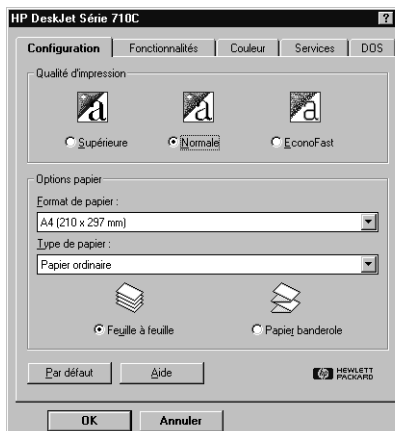 HP DeskJet Série 710C
?
Configuration Fonctionnalités Couleur Services DOS
Qualité d'impression
a a a
Supérieure Normale EconoFast
Options papier
Format de papier :
A4 (210 x 297 mm)
Type de papier :
Papier ordinaire
Feuille à feuille Papier banderole
Par défaut Aide hp HEWLETT
PACKARD
OK Annuler